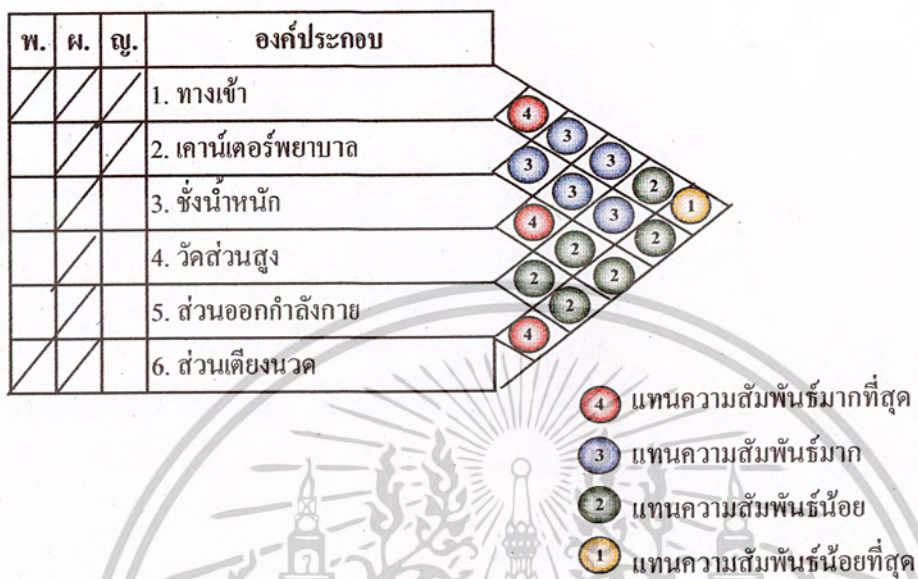 พ. ผ. ญ. องค์ประกอบ
1. ทางเข้า
2. เคาน์เตอร์พยาบาล
3. ชั่งน้ำหนัก
4. วัดส่วนสูง
5. ส่วนออกกำลังกาย
6. ส่วนเตียงนวด
4 3 3 2 1
3 3 3 2
4 2 2
2 2
4
4 แทนความสัมพันธ์มากที่สุด
3 แทนความสัมพันธ์มาก
2 แทนความสัมพันธ์น้อย
1 แทนความสัมพันธ์น้อยที่สุด